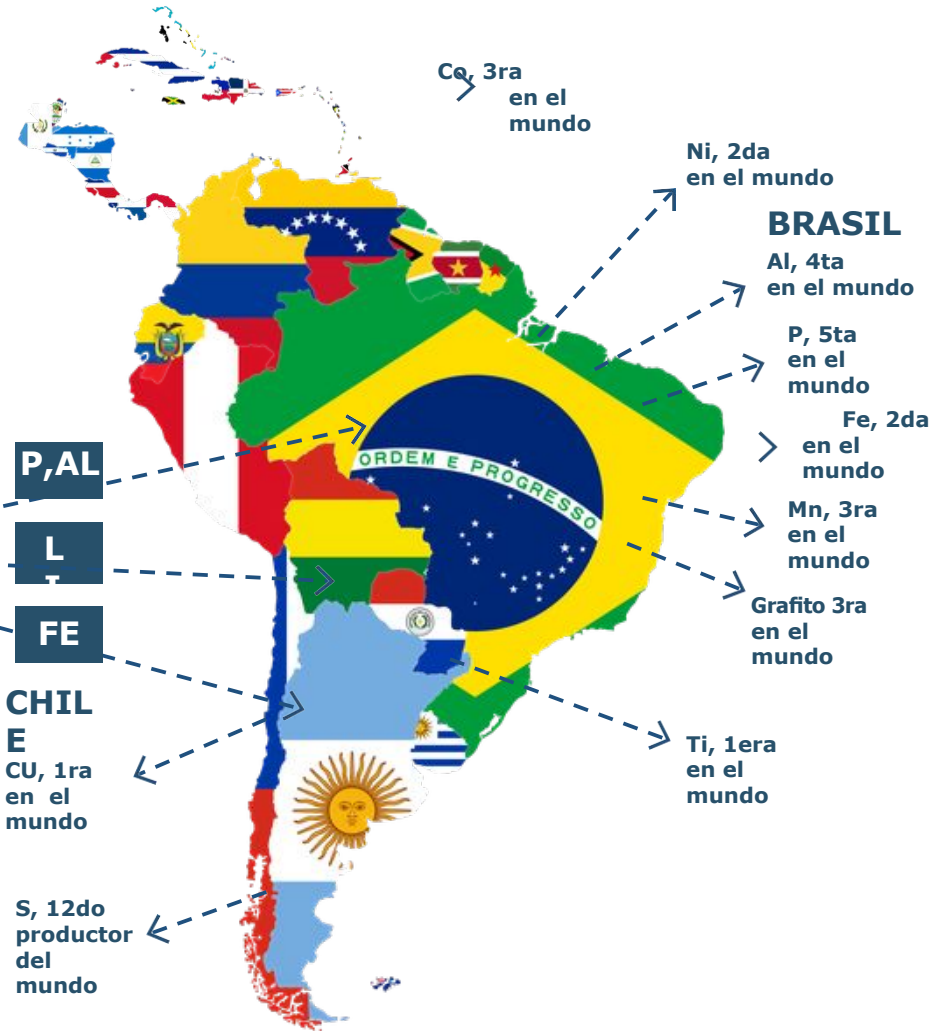 Co, 3ra
en el
mundo
Ni, 2da
en el mundo
BRASIL
Al, 4ta
en el mundo
P, 5ta
en el
mundo
Fe, 2da
en el
mundo
Mn, 3ra
en el
mundo
Grafito 3ra
en el
mundo
Ti, 1era
en el
mundo
ORDEM E PROGRESSO
P,AL
L
FE
CHIL
E
CU, 1ra
en el
mundo
S, 12do
productor
del
mundo